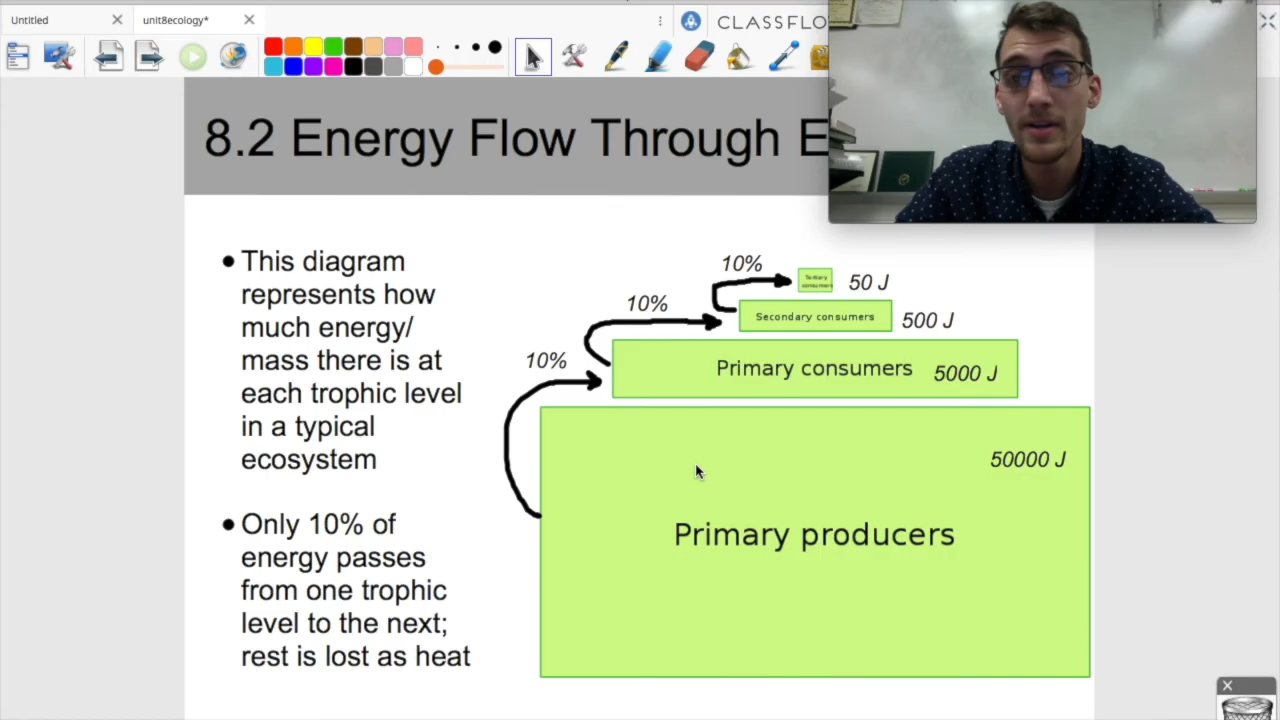 Untitled
unit8ecology*
CLASSFLO
8.2 Energy Flow Through E
This diagram
represents how
much energy/
mass there is at
each trophic level
in a typical
ecosystem
Only 10% of
energy passes
from one trophic
level to the next;
rest is lost as heat
10%
Tertiary
consumers
50 J
10%
Secondary consumers
500 J
10%
Primary consumers
5000 J
50000 J
Primary producers